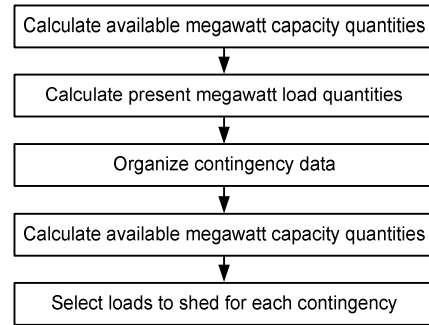 Calculate available megawatt capacity quantities
Calculate present megawatt load quantities
Organize contingency data
Calculate available megawatt capacity quantities
Select loads to shed for each contingency